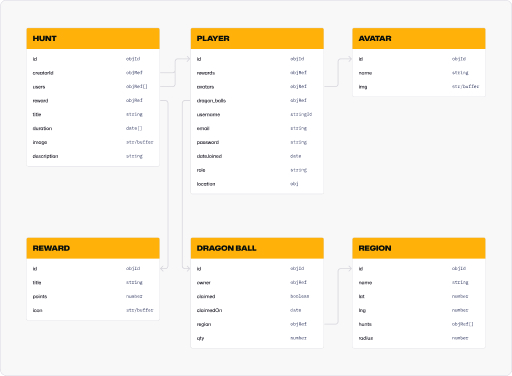 HUNT
id objId
creatorId objRef
users objRef[]
reward objRef
title string
duration date[]
image str/buffer
description string
PLAYER
id objId
rewards objRef
avatars objRef
dragon_balls objRef
username stringId
email string
password string
dateJoined date
role string
location obj
AVATAR
id objId
name string
img str/buffer
REWARD
id objId
title string
points number
icon str/buffer
DRAGON BALL
id objId
owner objRef
claimed boolean
claimedOn date
region objRef
qty number
REGION
id objId
name string
lat number
lng number
hunts objRef[]
radius number